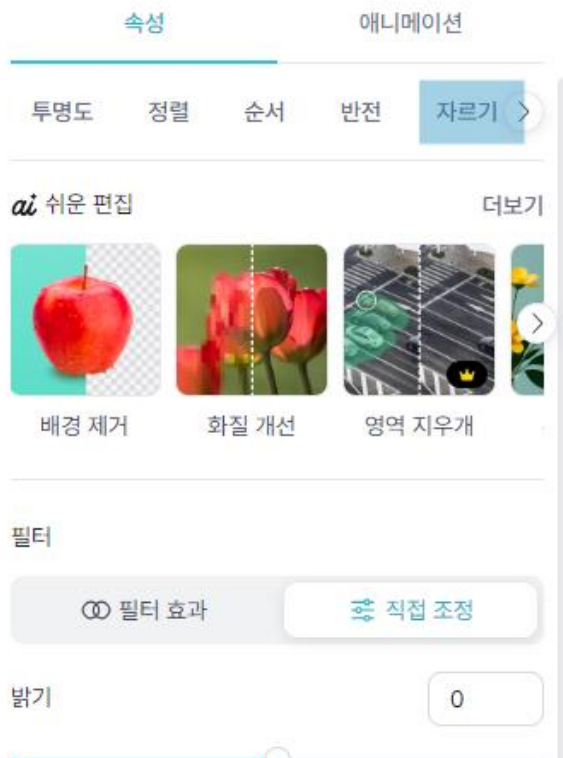 속성 애니메이션
투명도 정렬 순서 반전 자르기
ai 쉬운 편집 더보기
배경 제거 화질 개선 영역 지우개
필터
필터 효과 직접 조정
밝기 0